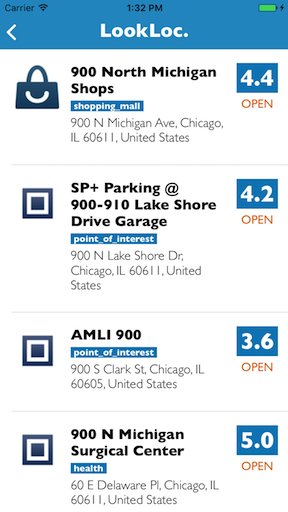 Carrier 1:32 PM
LookLoc.
900 North Michigan
Shops
4.4
shopping_mall
OPEN
900 N Michigan Ave, Chicago,
IL 60611, United States
SP+ Parking @
900-910 Lake Shore
Drive Garage
4.2
OPEN
point_of_interest
900 N Lake Shore Dr,
Chicago, IL 60611, United
States
AMLI 900
3.6
point_of_interest
OPEN
900 S Clark St, Chicago, IL
60605, United States
900 N Michigan
Surgical Center
5.0
health
OPEN
60 E Delaware Pl, Chicago, IL
60611, United States